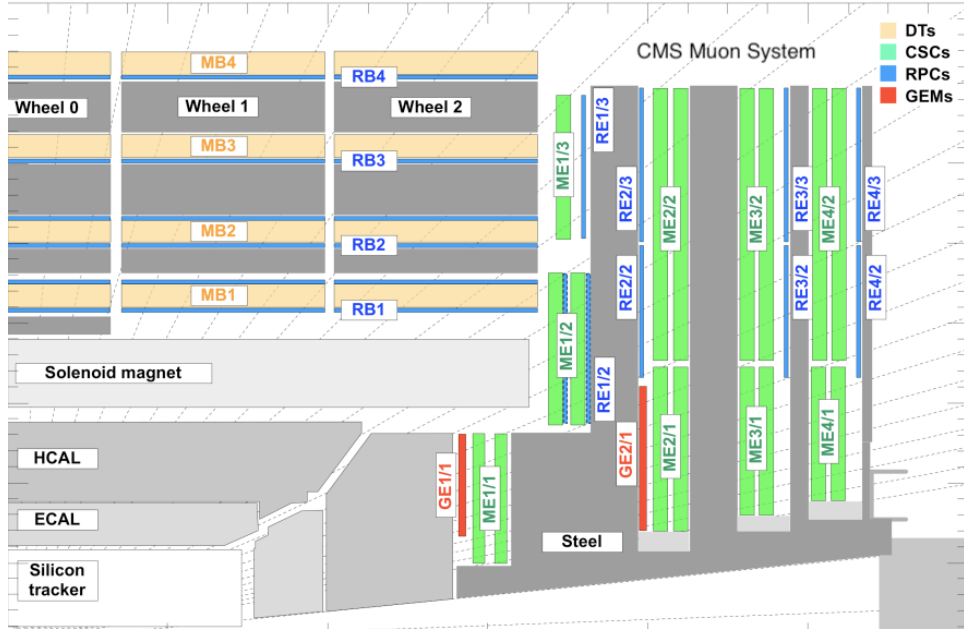 CMS Muon System
DTs
CSCs
RPCs
GEMs
MB4
RB4
Wheel 0
Wheel 1
Wheel 2
MB3
RB3
MB2
RB2
MB1
RB1
Solenoid magnet
HCAL
ECAL
Silicon
tracker
Steel
ME1/3
RE1/3
RE2/3
ME2/2
ME3/2
RE3/3
ME4/2
RE4/3
RE2/2
RE3/2
RE4/2
ME1/2
RE1/2
GE1/1
ME1/1
GE2/1
ME2/1
ME3/1
ME4/1